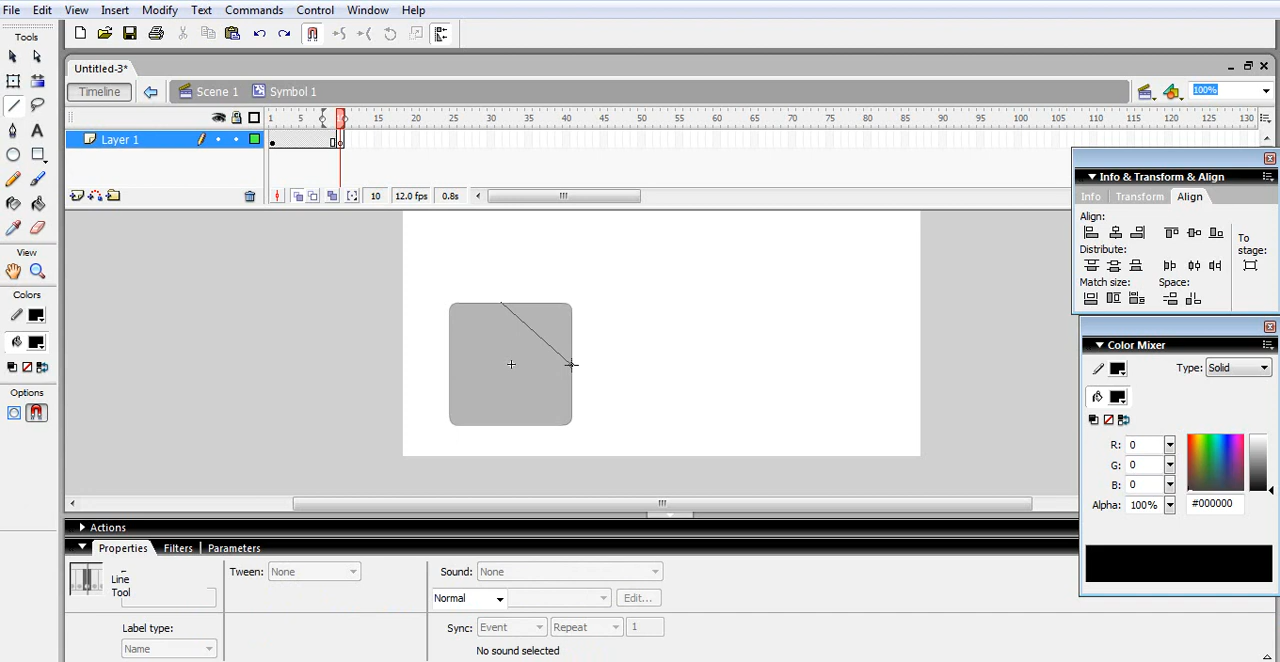 File Edit View Insert Modify Text Commands Control Window Help
Tools
Untitled-3*
Timeline Scene 1 Symbol 1 100%
1 5 15 20 25 30 35 40 45 50 55 60 65 70 75 80 85 90 95 100 105 110 115 120 125 130
Layer 1
10 12.0 fps 0.8s
View
Colors
Options
Info & Transform & Align
Info Transform Align
Align:
Distribute:
To
stage:
Match size: Space:
Color Mixer
Type: Solid
R: 0
G: 0
B: 0
Alpha: 100% #000000
Actions
Properties Filters Parameters
Line
Tool
Tween: None
Sound: None
Normal Edit...
Label type:
Name
Sync: Event Repeat 1
No sound selected